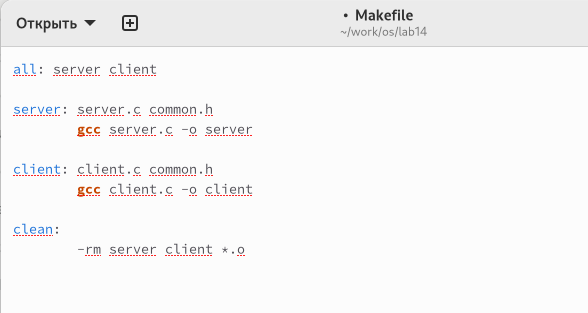 Открыть
• Makefile
~/work/os/lab14
all: server client
server: server.c common.h
gcc server.c -o server
client: client.c common.h
gcc client.c -o client
clean:
-rm server client *.o